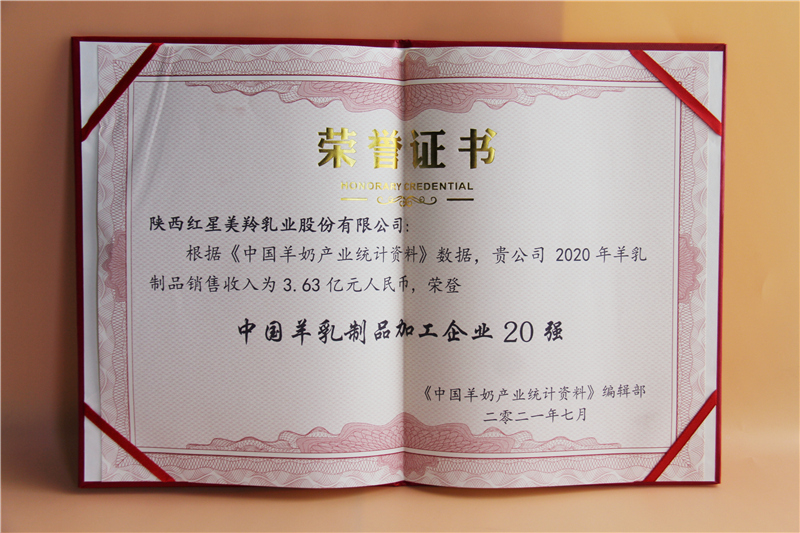 荣誉证书
HONORARY CREDENTIAL
陕西红星美羚乳业股份有限公司:
根据《中国羊奶产业统计资料》数据，贵公司 2020 年羊乳
制品销售收入为 3.63 亿元人民币，荣登
中国羊乳制品加工企业 20 强
《中国羊奶产业统计资料》编辑部
二零二一年七月